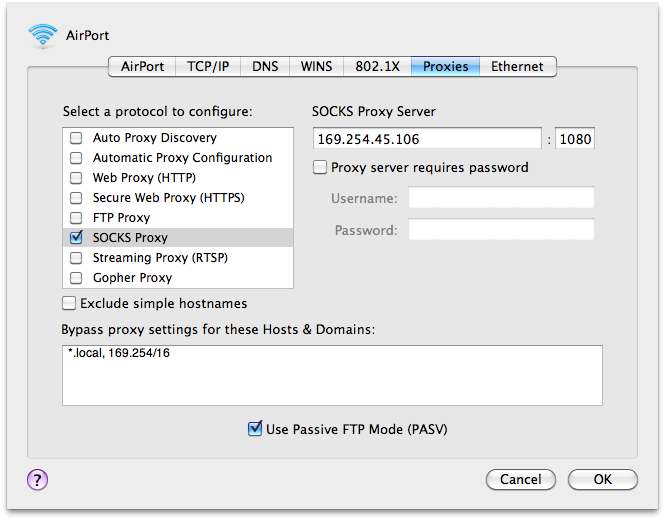 AirPort
AirPort TCP/IP DNS WINS 802.1X Proxies Ethernet
Select a protocol to configure:
Auto Proxy Discovery
Automatic Proxy Configuration
Web Proxy (HTTP)
Secure Web Proxy (HTTPS)
FTP Proxy
SOCKS Proxy
Streaming Proxy (RTSP)
Gopher Proxy
SOCKS Proxy Server
169.254.45.106 : 1080
Proxy server requires password
Username:
Password:
Exclude simple hostnames
Bypass proxy settings for these Hosts & Domains:
*.local, 169.254/16
Use Passive FTP Mode (PASV)
? Cancel OK